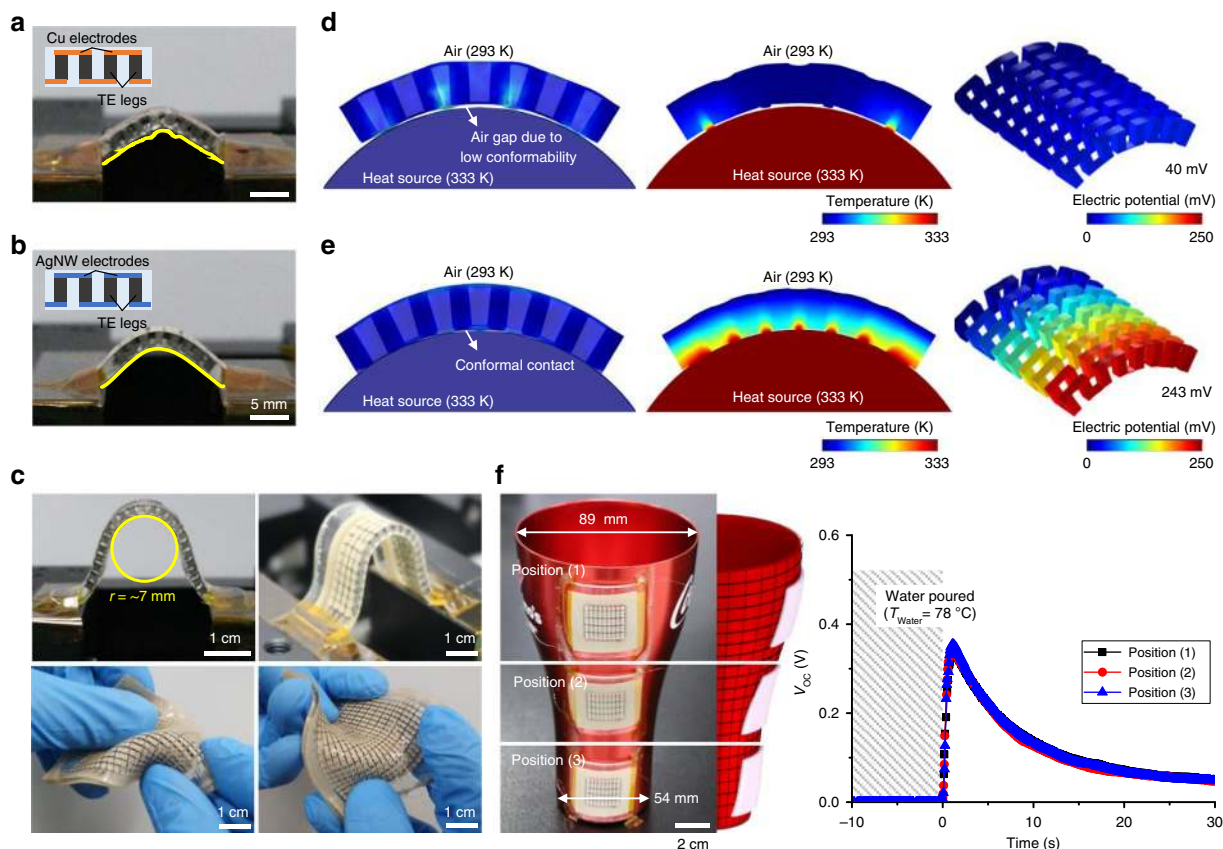 a
Cu electrodes
TE legs
b
AgNW electrodes
TE legs
5 mm
c
r = ~7 mm
1 cm
1 cm
1 cm
1 cm
d
Air (293 K)
Air gap due to
low conformability
Heat source (333 K)
Air (293 K)
Heat source (333 K)
Temperature (K)
293
333
40 mV
Electric potential (mV)
0
250
e
Air (293 K)
Conformal contact
Heat source (333 K)
Air (293 K)
Heat source (333 K)
Temperature (K)
293
333
243 mV
Electric potential (mV)
0
250
f
89 mm
Position (1)
Position (2)
Position (3)
54 mm
2 cm
0.6
0.4
0.2
0.0
V_OC (V)
Water poured
(T_Water = 78 °C)
Position (1)
Position (2)
Position (3)
–10
0
10
20
30
Time (s)